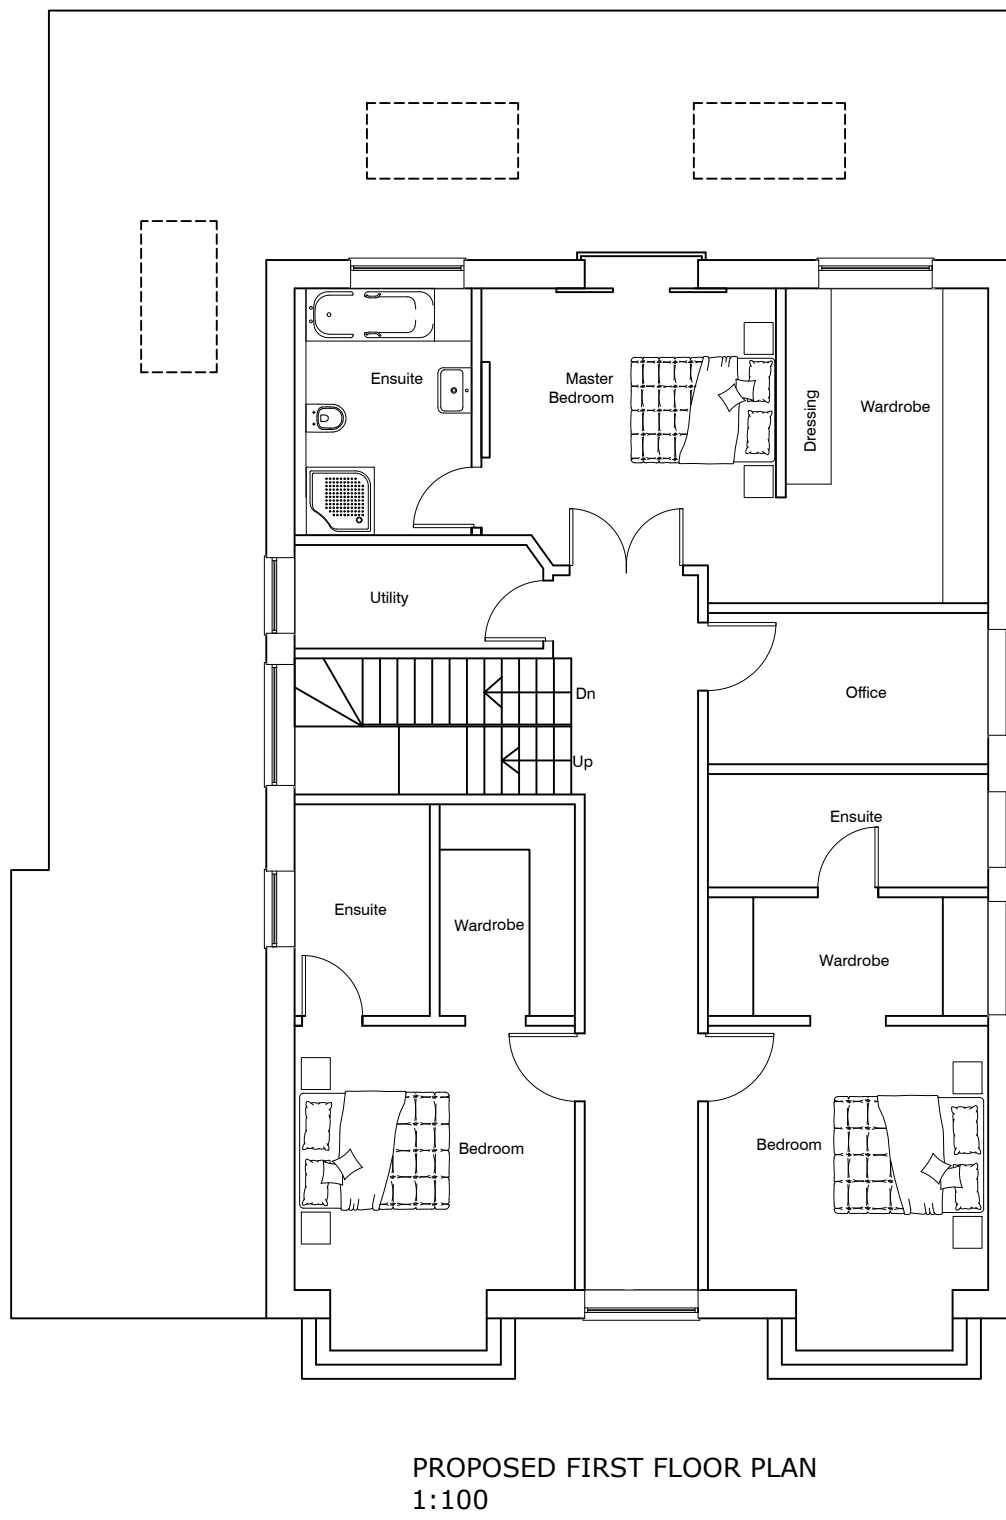 Ensuite
Master
Bedroom
Dressing
Wardrobe
Utility
Dn
Office
Up
Ensuite
Ensuite
Wardrobe
Wardrobe
Bedroom
Bedroom
PROPOSED FIRST FLOOR PLAN
1:100